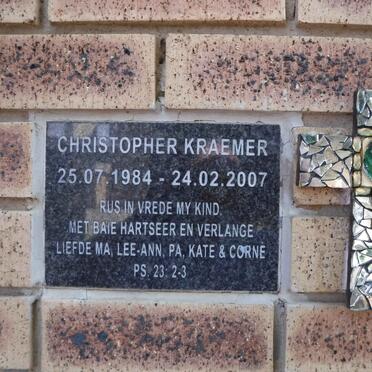 CHRISTOPHER KRAEMER
25.07.1984 - 24.02.2007
RUS IN VREDE MY KIND
MET BAIE HARTSEER EN VERLANGE
LIEFDE MA, LEE-ANN, PA, KATE & CORNE
PS. 23: 2-3